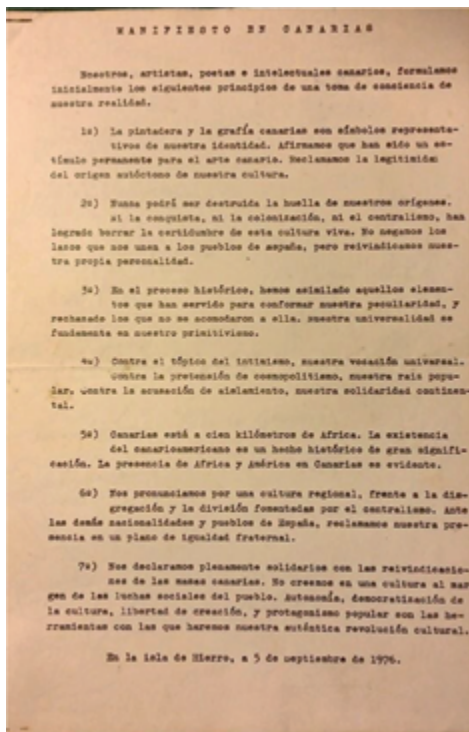 MANIFIESTO EN CANARIAS
Nosotros, artistas, poetas e intelectuales canarios, formulamos
inicialmente los siguientes principios de una toma de conciencia de
nuestra realidad.
1º) La pintadera y la grafía canarias son símbolos representa-
tivos de nuestra identidad. Afirmamos que han sido un es-
tímulo permanente para el arte canario. Reclamamos la legitimidad
del origen autóctono de nuestra cultura.
2º) Nunca podrá ser destruida la huella de nuestros orígenes.
Ni la conquista, ni la colonización, ni el centralismo, han
logrado borrar la certidumbre de esta cultura viva. No negamos los
lazos que nos unen a los pueblos de españa, pero reivindicamos nues-
tra propia personalidad.
3º) En el proceso histórico, hemos asimilado aquellos elemen-
tos que han servido para conformar nuestra peculiaridad, y
rechazado los que no se acomodaron a ella. Nuestra universalidad se
fundamenta en nuestro primitivismo.
4º) Contra el tópico del intimismo, nuestra vocación universal.
Contra la pretensión de cosmopolitismo, nuestra raiz popu-
lar. Contra la acusación de aislamiento, nuestra solidaridad continen-
tal.
5º) Canarias está a cien kilómetros de Africa. La existencia
del canarioamericano es un hecho histórico de gran signifi-
cación. La presencia de Africa y América en Canarias es evidente.
6º) Nos pronunciamos por una cultura regional, frente a la dis-
gregación y la división fomentadas por el centralismo. Ante
las demás nacionalidades y pueblos de España, reclamamos nuestra pre-
sencia en un plano de igualdad fraternal.
7º) Nos declaramos plenamente solidarios con las reivindicacio-
nes de las masas canarias. No creemos en una cultura al mar
gen de las luchas sociales del pueblo. Autonomía, democratización de
la cultura, libertad de creación, y protagonismo popular son las he-
rramientas con las que haremos nuestra auténtica revolución cultural.
En la isla de Hierro, a 5 de septiembre de 1976.